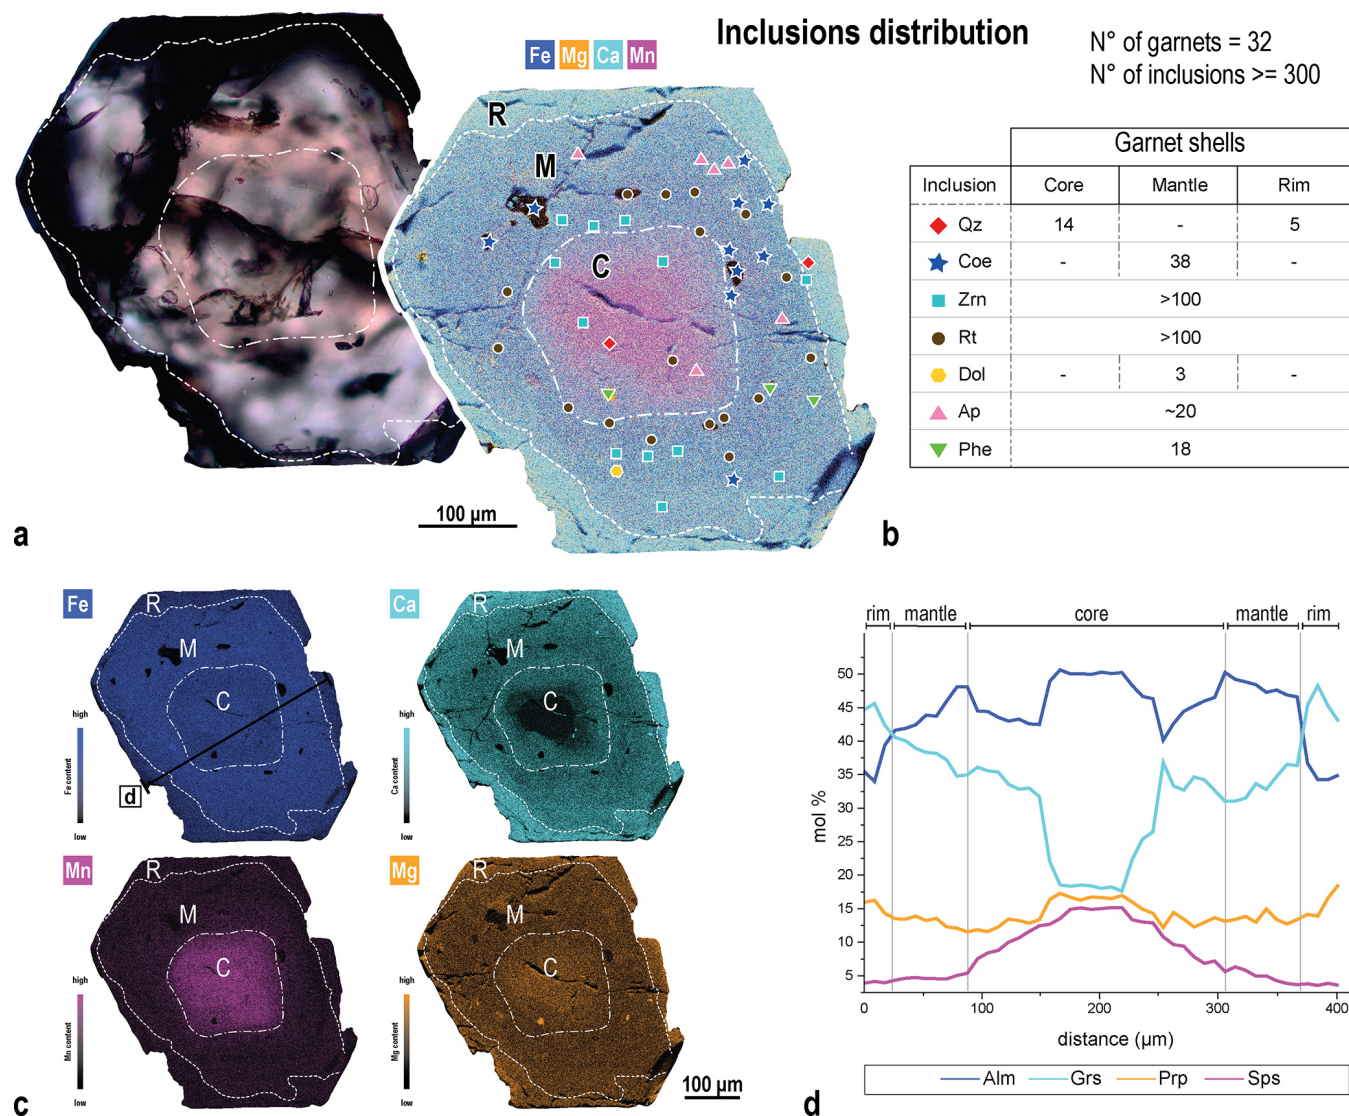 Inclusions distribution
N° of garnets = 32
N° of inclusions >= 300
Fe Mg Ca Mn
R
M
C
100 µm
a
Garnet shells
Inclusion Core Mantle Rim
Qz 14 - 5
Coe - 38 -
Zrn >100
Rt >100
Dol - 3 -
Ap ~20
Phe 18
b
Fe
R
M
C
high
Fe content
low
d
Ca
R
M
C
high
Ca content
low
Mn
R
M
C
high
Mn content
low
Mg
R
M
C
high
Mg content
low
100 µm
c
rim mantle core mantle rim
mol %
50
45
40
35
30
25
20
15
10
5
0 100 200 300 400
distance (µm)
Alm Grs Prp Sps
d